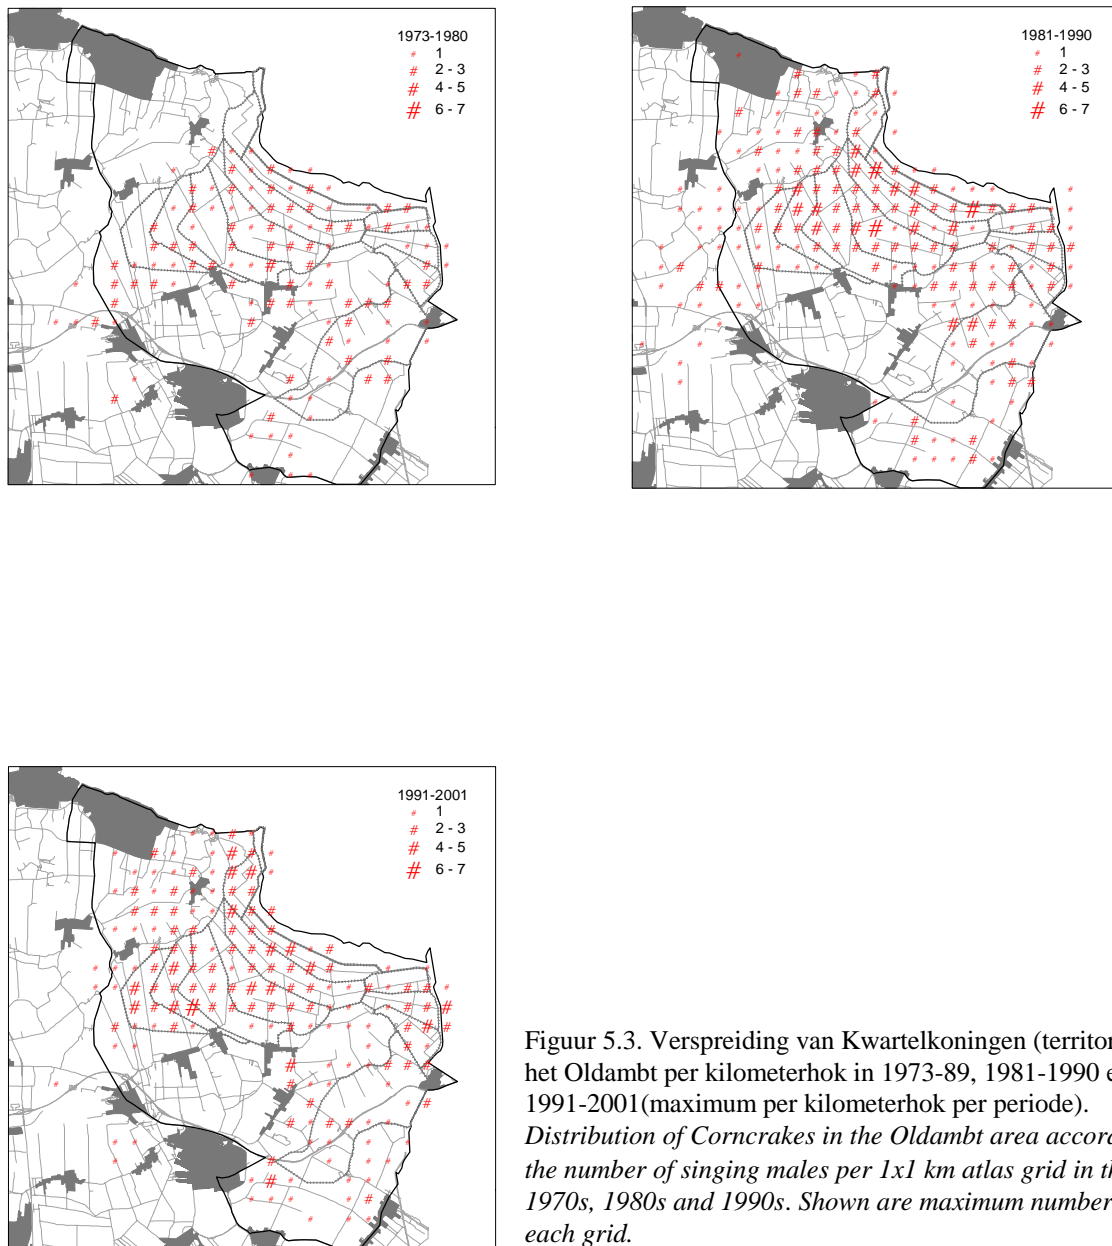 1973-1980
# 1
# 2 - 3
# 4 - 5
# 6 - 7
1981-1990
# 1
# 2 - 3
# 4 - 5
# 6 - 7
1991-2001
# 1
# 2 - 3
# 4 - 5
# 6 - 7
Figuur 5.3. Verspreiding van Kwartelkoningen (territor
het Oldambt per kilometerhok in 1973-89, 1981-1990 e
1991-2001(maximum per kilometerhok per periode).
Distribution of Corncrakes in the Oldambt area accord
the number of singing males per 1x1 km atlas grid in th
1970s, 1980s and 1990s. Shown are maximum number
each grid.